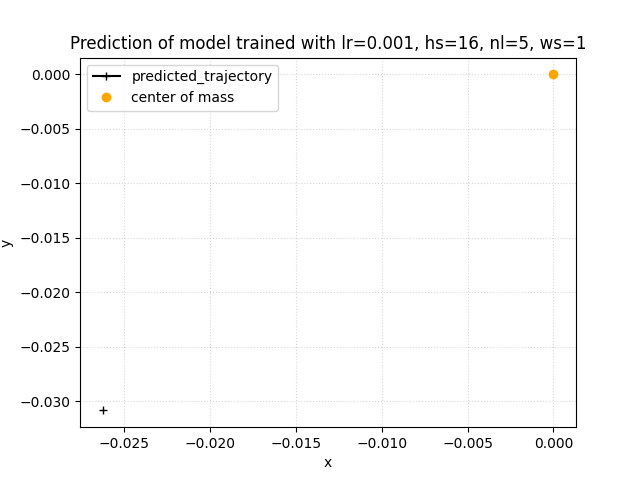 Prediction of model trained with lr=0.001, hs=16, nl=5, ws=1
predicted_trajectory
center of mass
0.000
−0.005
−0.010
−0.015
−0.020
−0.025
−0.030
y
−0.025
−0.020
−0.015
−0.010
−0.005
0.000
x